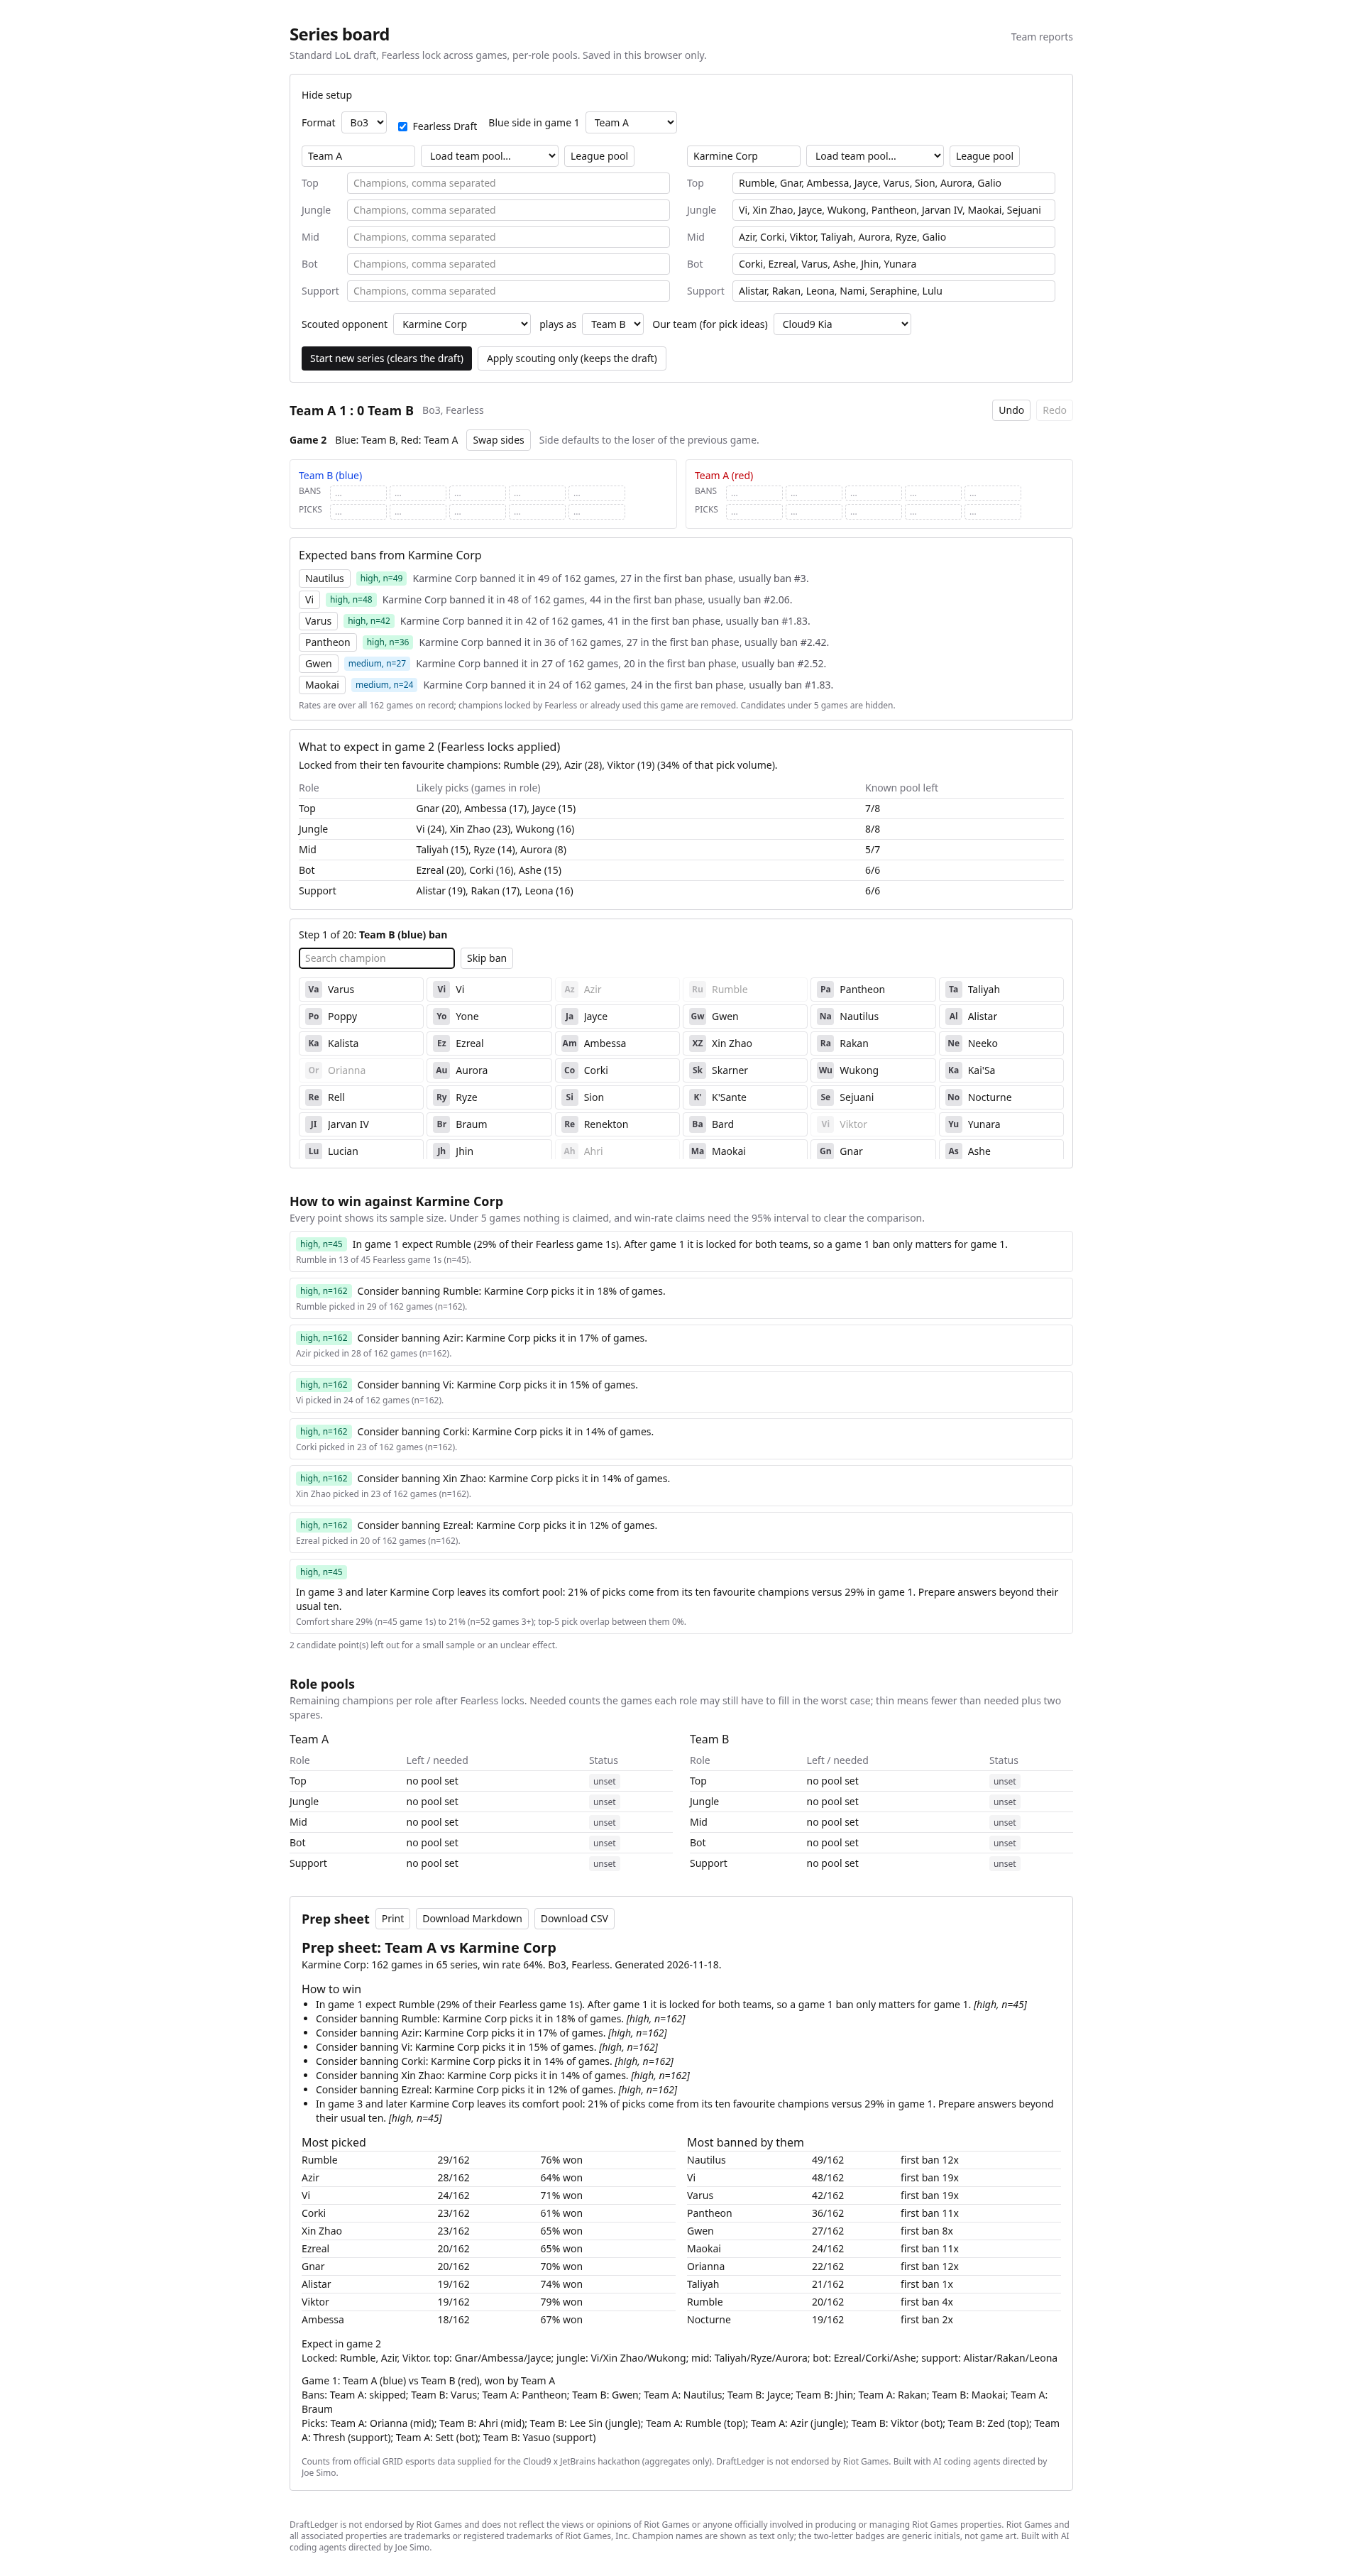 Series board
Team reports
Standard LoL draft, Fearless lock across games, per-role pools. Saved in this browser only.
Hide setup
Format Bo3 Fearless Draft Blue side in game 1 Team A
Team A Load team pool... League pool
Top Champions, comma separated
Jungle Champions, comma separated
Mid Champions, comma separated
Bot Champions, comma separated
Support Champions, comma separated
Karmine Corp Load team pool... League pool
Top Rumble, Gnar, Ambessa, Jayce, Varus, Sion, Aurora, Galio
Jungle Vi, Xin Zhao, Jayce, Wukong, Pantheon, Jarvan IV, Maokai, Sejuani
Mid Azir, Corki, Viktor, Taliyah, Aurora, Ryze, Galio
Bot Corki, Ezreal, Varus, Ashe, Jhin, Yunara
Support Alistar, Rakan, Leona, Nami, Seraphine, Lulu
Scouted opponent Karmine Corp plays as Team B Our team (for pick ideas) Cloud9 Kia
Start new series (clears the draft) Apply scouting only (keeps the draft)
Team A 1 : 0 Team B Bo3, Fearless Undo Redo
Game 2 Blue: Team B, Red: Team A Swap sides Side defaults to the loser of the previous game.
Team B (blue)
BANS ... ... ... ... ...
PICKS ... ... ... ... ...
Team A (red)
BANS ... ... ... ... ...
PICKS ... ... ... ... ...
Expected bans from Karmine Corp
Nautilus high, n=49 Karmine Corp banned it in 49 of 162 games, 27 in the first ban phase, usually ban #3.
Vi high, n=48 Karmine Corp banned it in 48 of 162 games, 44 in the first ban phase, usually ban #2.06.
Varus high, n=42 Karmine Corp banned it in 42 of 162 games, 41 in the first ban phase, usually ban #1.83.
Pantheon high, n=36 Karmine Corp banned it in 36 of 162 games, 27 in the first ban phase, usually ban #2.42.
Gwen medium, n=27 Karmine Corp banned it in 27 of 162 games, 20 in the first ban phase, usually ban #2.52.
Maokai medium, n=24 Karmine Corp banned it in 24 of 162 games, 24 in the first ban phase, usually ban #1.83.
Rates are over all 162 games on record; champions locked by Fearless or already used this game are removed. Candidates under 5 games are hidden.
What to expect in game 2 (Fearless locks applied)
Locked from their ten favourite champions: Rumble (29), Azir (28), Viktor (19) (34% of that pick volume).
Role Likely picks (games in role) Known pool left
Top Gnar (20), Ambessa (17), Jayce (15) 7/8
Jungle Vi (24), Xin Zhao (23), Wukong (16) 8/8
Mid Taliyah (15), Ryze (14), Aurora (8) 5/7
Bot Ezreal (20), Corki (16), Ashe (15) 6/6
Support Alistar (19), Rakan (17), Leona (16) 6/6
Step 1 of 20: Team B (blue) ban
Search champion Skip ban
Va Varus Vi Vi Az Azir Ru Rumble Pa Pantheon Ta Taliyah
Po Poppy Yo Yone Ja Jayce Gw Gwen Na Nautilus Al Alistar
Ka Kalista Ez Ezreal Am Ambessa XZ Xin Zhao Ra Rakan Ne Neeko
Or Orianna Au Aurora Co Corki Sk Skarner Wu Wukong Ka Kai'Sa
Re Rell Ry Ryze Si Sion K' K'Sante Se Sejuani No Nocturne
JI Jarvan IV Br Braum Re Renekton Ba Bard Vi Viktor Yu Yunara
Lu Lucian Jh Jhin Ah Ahri Ma Maokai Gn Gnar As Ashe
How to win against Karmine Corp
Every point shows its sample size. Under 5 games nothing is claimed, and win-rate claims need the 95% interval to clear the comparison.
high, n=45 In game 1 expect Rumble (29% of their Fearless game 1s). After game 1 it is locked for both teams, so a game 1 ban only matters for game 1.
Rumble in 13 of 45 Fearless game 1s (n=45).
high, n=162 Consider banning Rumble: Karmine Corp picks it in 18% of games.
Rumble picked in 29 of 162 games (n=162).
high, n=162 Consider banning Azir: Karmine Corp picks it in 17% of games.
Azir picked in 28 of 162 games (n=162).
high, n=162 Consider banning Vi: Karmine Corp picks it in 15% of games.
Vi picked in 24 of 162 games (n=162).
high, n=162 Consider banning Corki: Karmine Corp picks it in 14% of games.
Corki picked in 23 of 162 games (n=162).
high, n=162 Consider banning Xin Zhao: Karmine Corp picks it in 14% of games.
Xin Zhao picked in 23 of 162 games (n=162).
high, n=162 Consider banning Ezreal: Karmine Corp picks it in 12% of games.
Ezreal picked in 20 of 162 games (n=162).
high, n=45
In game 3 and later Karmine Corp leaves its comfort pool: 21% of picks come from its ten favourite champions versus 29% in game 1. Prepare answers beyond their
usual ten.
Comfort share 29% (n=45 game 1s) to 21% (n=52 games 3+); top-5 pick overlap between them 0%.
2 candidate point(s) left out for a small sample or an unclear effect.
Role pools
Remaining champions per role after Fearless locks. Needed counts the games each role may still have to fill in the worst case; thin means fewer than needed plus two
spares.
Team A
Role Left / needed Status
Top no pool set unset
Jungle no pool set unset
Mid no pool set unset
Bot no pool set unset
Support no pool set unset
Team B
Role Left / needed Status
Top no pool set unset
Jungle no pool set unset
Mid no pool set unset
Bot no pool set unset
Support no pool set unset
Prep sheet Print Download Markdown Download CSV
Prep sheet: Team A vs Karmine Corp
Karmine Corp: 162 games in 65 series, win rate 64%. Bo3, Fearless. Generated 2026-11-18.
How to win
• In game 1 expect Rumble (29% of their Fearless game 1s). After game 1 it is locked for both teams, so a game 1 ban only matters for game 1. [high, n=45]
• Consider banning Rumble: Karmine Corp picks it in 18% of games. [high, n=162]
• Consider banning Azir: Karmine Corp picks it in 17% of games. [high, n=162]
• Consider banning Vi: Karmine Corp picks it in 15% of games. [high, n=162]
• Consider banning Corki: Karmine Corp picks it in 14% of games. [high, n=162]
• Consider banning Xin Zhao: Karmine Corp picks it in 14% of games. [high, n=162]
• Consider banning Ezreal: Karmine Corp picks it in 12% of games. [high, n=162]
• In game 3 and later Karmine Corp leaves its comfort pool: 21% of picks come from its ten favourite champions versus 29% in game 1. Prepare answers beyond
their usual ten. [high, n=45]
Most picked
Rumble 29/162 76% won
Azir 28/162 64% won
Vi 24/162 71% won
Corki 23/162 61% won
Xin Zhao 23/162 65% won
Ezreal 20/162 65% won
Gnar 20/162 70% won
Alistar 19/162 74% won
Viktor 19/162 79% won
Ambessa 18/162 67% won
Most banned by them
Nautilus 49/162 first ban 12x
Vi 48/162 first ban 19x
Varus 42/162 first ban 19x
Pantheon 36/162 first ban 11x
Gwen 27/162 first ban 8x
Maokai 24/162 first ban 11x
Orianna 22/162 first ban 12x
Taliyah 21/162 first ban 1x
Rumble 20/162 first ban 4x
Nocturne 19/162 first ban 2x
Expect in game 2
Locked: Rumble, Azir, Viktor. top: Gnar/Ambessa/Jayce; jungle: Vi/Xin Zhao/Wukong; mid: Taliyah/Ryze/Aurora; bot: Ezreal/Corki/Ashe; support: Alistar/Rakan/Leona
Game 1: Team A (blue) vs Team B (red), won by Team A
Bans: Team A: skipped; Team B: Varus; Team A: Pantheon; Team B: Gwen; Team A: Nautilus; Team B: Jayce; Team B: Jhin; Team A: Rakan; Team B: Maokai; Team A:
Braum
Picks: Team A: Orianna (mid); Team B: Ahri (mid); Team B: Lee Sin (jungle); Team A: Rumble (top); Team A: Azir (jungle); Team B: Viktor (bot); Team B: Zed (top); Team
A: Thresh (support); Team A: Sett (bot); Team B: Yasuo (support)
Counts from official GRID esports data supplied for the Cloud9 x JetBrains hackathon (aggregates only). DraftLedger is not endorsed by Riot Games. Built with AI coding agents directed by
Joe Simo.
DraftLedger is not endorsed by Riot Games and does not reflect the views or opinions of Riot Games or anyone officially involved in producing or managing Riot Games properties. Riot Games and
all associated properties are trademarks or registered trademarks of Riot Games, Inc. Champion names are shown as text only; the two-letter badges are generic initials, not game art. Built with AI
coding agents directed by Joe Simo.